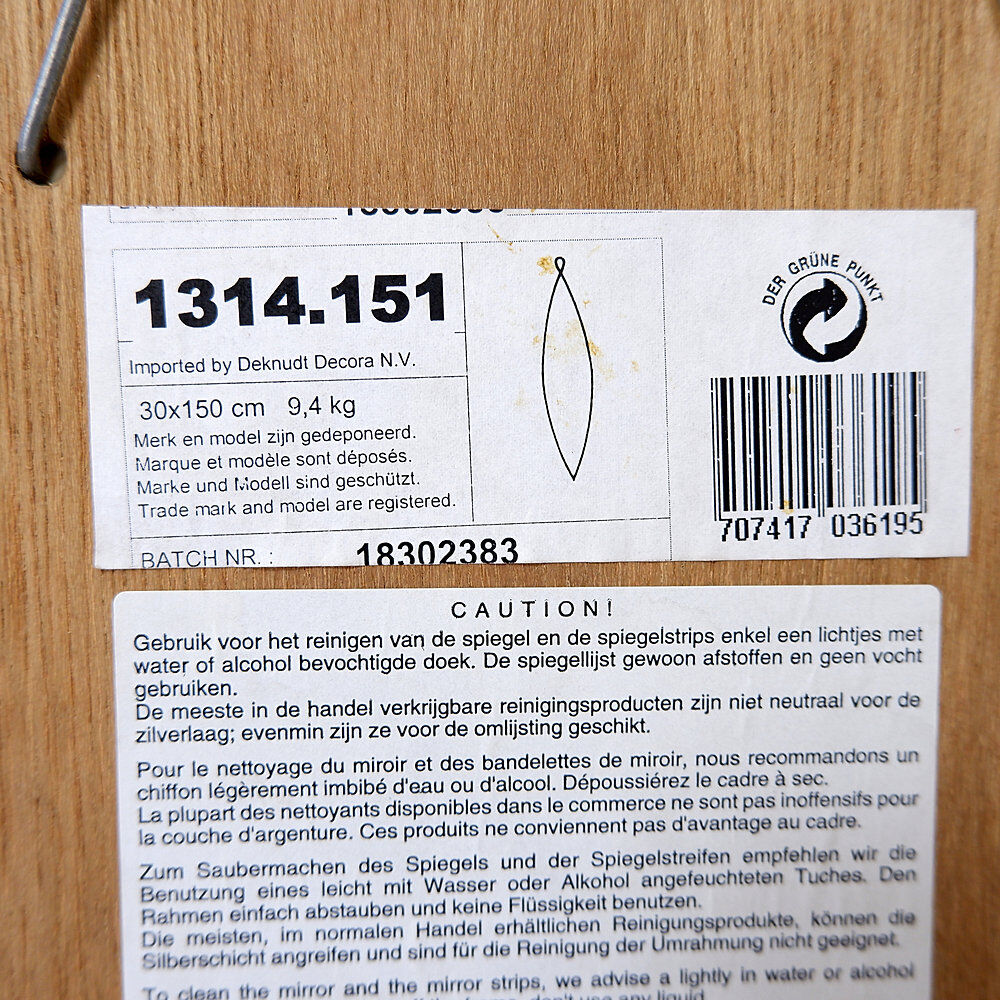 1314.151
Imported by Deknudt Decora N.V.
30x150 cm 9,4 kg
Merk en model zijn gedeponeerd.
Marque et modèle sont déposés.
Marke und Modell sind geschützt.
Trade mark and model are registered.
BATCH NR. : 18302383
DER GRÜNE PUNKT
707417 036195
CAUTION!
Gebruik voor het reinigen van de spiegel en de spiegelstrips enkel een lichtjes met
water of alcohol bevochtigde doek. De spiegellijst gewoon afstoffen en geen vocht
gebruiken.
De meeste in de handel verkrijgbare reinigingsproducten zijn niet neutraal voor de
zilverlaag; evenmin zijn ze voor de omlijsting geschikt.
Pour le nettoyage du miroir et des bandelettes de miroir, nous recommandons un
chiffon légèrement imbibé d'eau ou d'alcool. Dépoussiérez le cadre à sec.
La plupart des nettoyants disponibles dans le commerce ne sont pas inoffensifs pour
la couche d'argenture. Ces produits ne conviennent pas d'avantage au cadre.
Zum Saubermachen des Spiegels und der Spiegelstreifen empfehlen wir die
Benutzung eines leicht mit Wasser oder Alkohol angefeuchteten Tuches. Den
Rahmen einfach abstauben und keine Flüssigkeit benutzen.
Die meisten, im normalen Handel erhältlichen Reinigungsprodukte, können die
Silberschicht angreifen und sind für die Reinigung der Umrahmung nicht geeignet.
To clean the mirror and the mirror strips, we advise a lightly in water or alcohol
don't use any liquid.